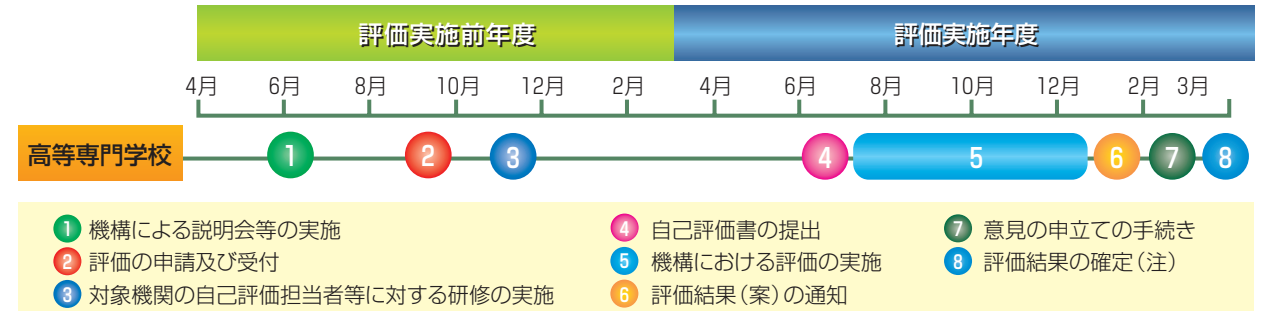 評価実施前年度 評価実施年度
4月 6月 8月 10月 12月 2月 4月 6月 8月 10月 12月 2月 3月
高等専門学校 1 2 3 4 5 6 7 8
1 機構による説明会等の実施
2 評価の申請及び受付
3 対象機関の自己評価担当者等に対する研修の実施
4 自己評価書の提出
5 機構における評価の実施
6 評価結果(案)の通知
7 意見の申立ての手続き
8 評価結果の確定(注)